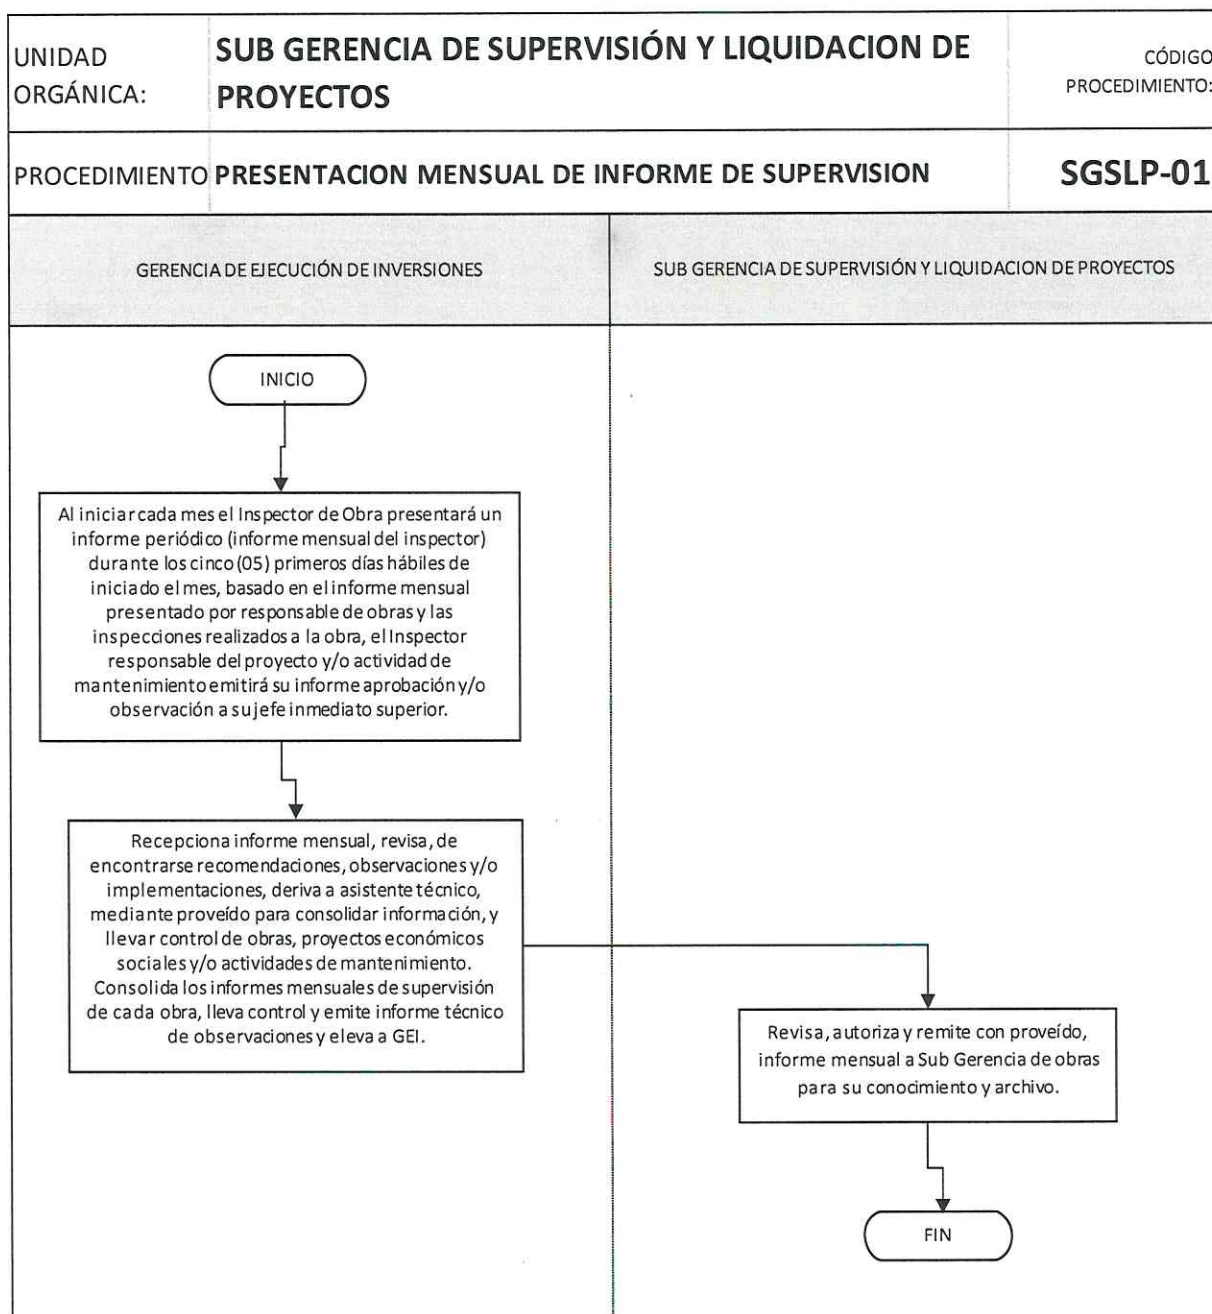 UNIDAD
ORGÁNICA:
SUB GERENCIA DE SUPERVISIÓN Y LIQUIDACION DE
PROYECTOS
CÓDIGO
PROCEDIMIENTO:
PROCEDIMIENTO
PRESENTACION MENSUAL DE INFORME DE SUPERVISION
SGSLP-01
GERENCIA DE EJECUCIÓN DE INVERSIONES
SUB GERENCIA DE SUPERVISIÓN Y LIQUIDACION DE PROYECTOS
INICIO
Al iniciar cada mes el Inspector de Obra presentará un
informe periódico (informe mensual del inspector)
durante los cinco (05) primeros días hábiles de
iniciado el mes, basado en el informe mensual
presentado por responsable de obras y las
inspecciones realizados a la obra, el Inspector
responsable del proyecto y/o actividad de
mantenimiento emitirá su informe aprobación y/o
observación a su jefe inmediato superior.
Recepciona informe mensual, revisa, de
encontrarse recomendaciones, observaciones y/o
implementaciones, deriva a asistente técnico,
mediante proveído para consolidar información, y
llevar control de obras, proyectos económicos
sociales y/o actividades de mantenimiento.
Consolida los informes mensuales de supervisión
de cada obra, lleva control y emite informe técnico
de observaciones y eleva a GEI.
Revisa, autoriza y remite con proveído,
informe mensual a Sub Gerencia de obras
para su conocimiento y archivo.
FIN